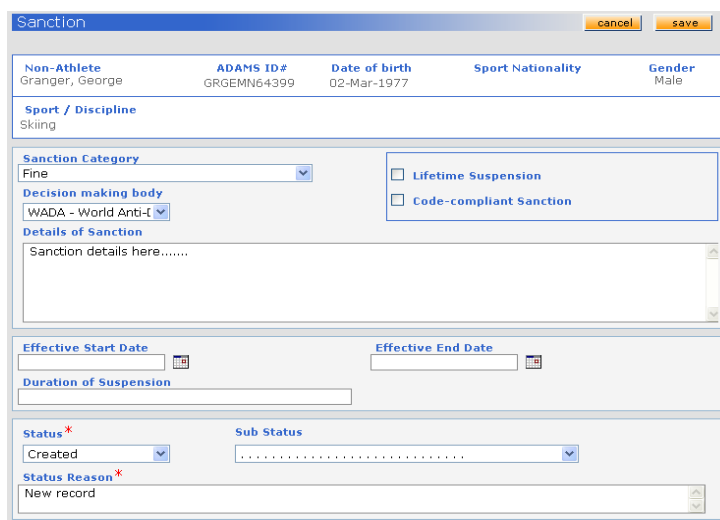 Sanction cancel save
Non-Athlete ADAMS ID# Date of birth Sport Nationality Gender
Granger, George GRGEMN64399 02-Mar-1977 Male
Sport / Discipline
Skiing
Sanction Category
Fine
Lifetime Suspension
Decision making body
Code-compliant Sanction
WADA - World Anti-D
Details of Sanction
Sanction details here.......
Effective Start Date Effective End Date
Duration of Suspension
Status* Sub Status
Created ..............................
Status Reason*
New record